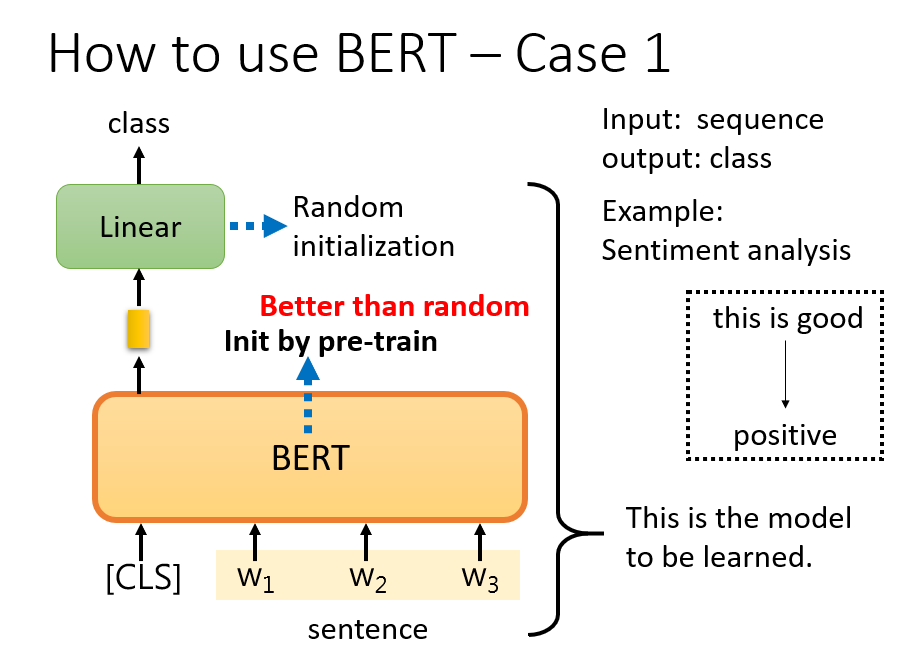 How to use BERT – Case 1
class
Linear
Random
initialization
Better than random
Init by pre-train
BERT
[CLS]
w1
w2
w3
sentence
Input: sequence
output: class
Example:
Sentiment analysis
this is good
positive
This is the model
to be learned.